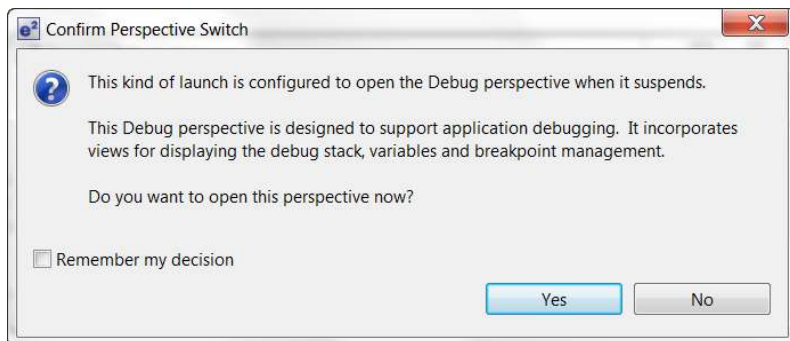 e² Confirm Perspective Switch
This kind of launch is configured to open the Debug perspective when it suspends.
This Debug perspective is designed to support application debugging. It incorporates
views for displaying the debug stack, variables and breakpoint management.
Do you want to open this perspective now?
Remember my decision
Yes No